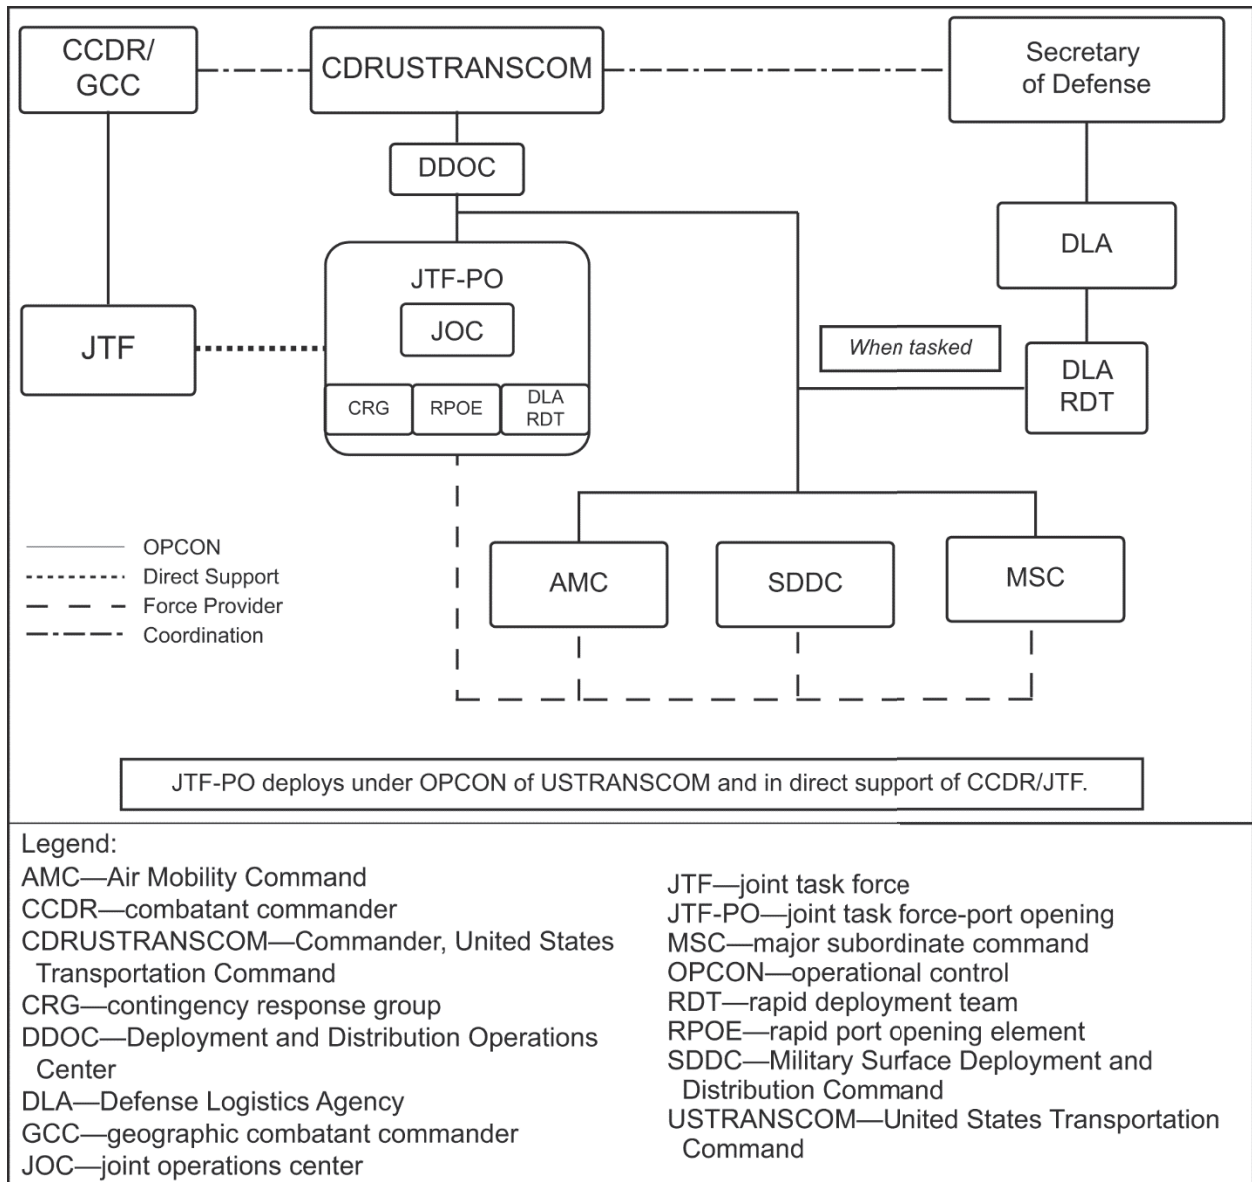 CCDR/
GCC
CDRUSTRANSCOM
Secretary
of Defense
DDOC
DLA
JTF-PO
JOC
JTF
When tasked
DLA
RDT
CRG
RPOE
DLA
RDT
AMC
SDDC
MSC
OPCON
Direct Support
Force Provider
Coordination
JTF-PO deploys under OPCON of USTRANSCOM and in direct support of CCDR/JTF.
Legend:
AMC—Air Mobility Command
CCDR—combatant commander
CDRUSTRANSCOM—Commander, United States
Transportation Command
CRG—contingency response group
DDOC—Deployment and Distribution Operations
Center
DLA—Defense Logistics Agency
GCC—geographic combatant commander
JOC—joint operations center
JTF—joint task force
JTF-PO—joint task force-port opening
MSC—major subordinate command
OPCON—operational control
RDT—rapid deployment team
RPOE—rapid port opening element
SDDC—Military Surface Deployment and
Distribution Command
USTRANSCOM—United States Transportation
Command